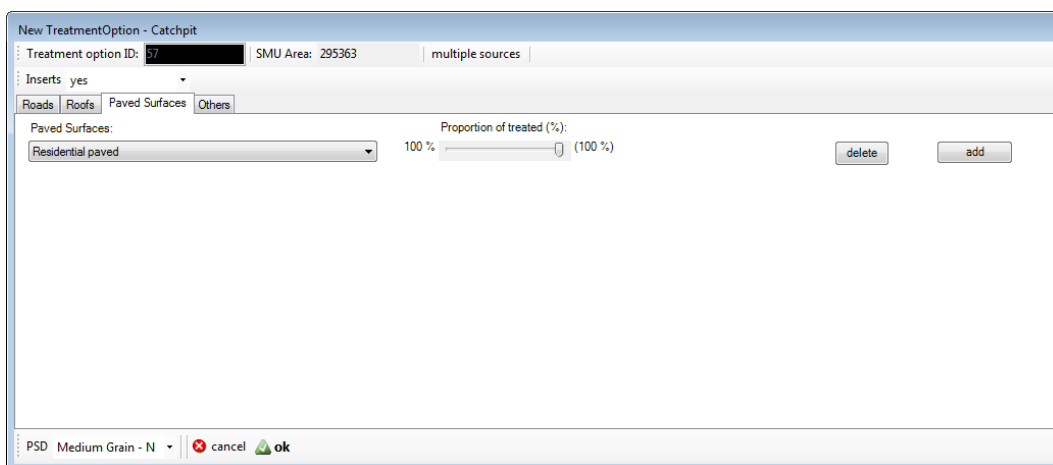 New TreatmentOption - Catchpit
Treatment option ID: 57 SMU Area: 295363 multiple sources
Inserts yes
Roads Roofs Paved Surfaces Others
Paved Surfaces: Proportion of treated (%):
Residential paved 100 % (100 %) delete add
PSD Medium Grain - N cancel ok